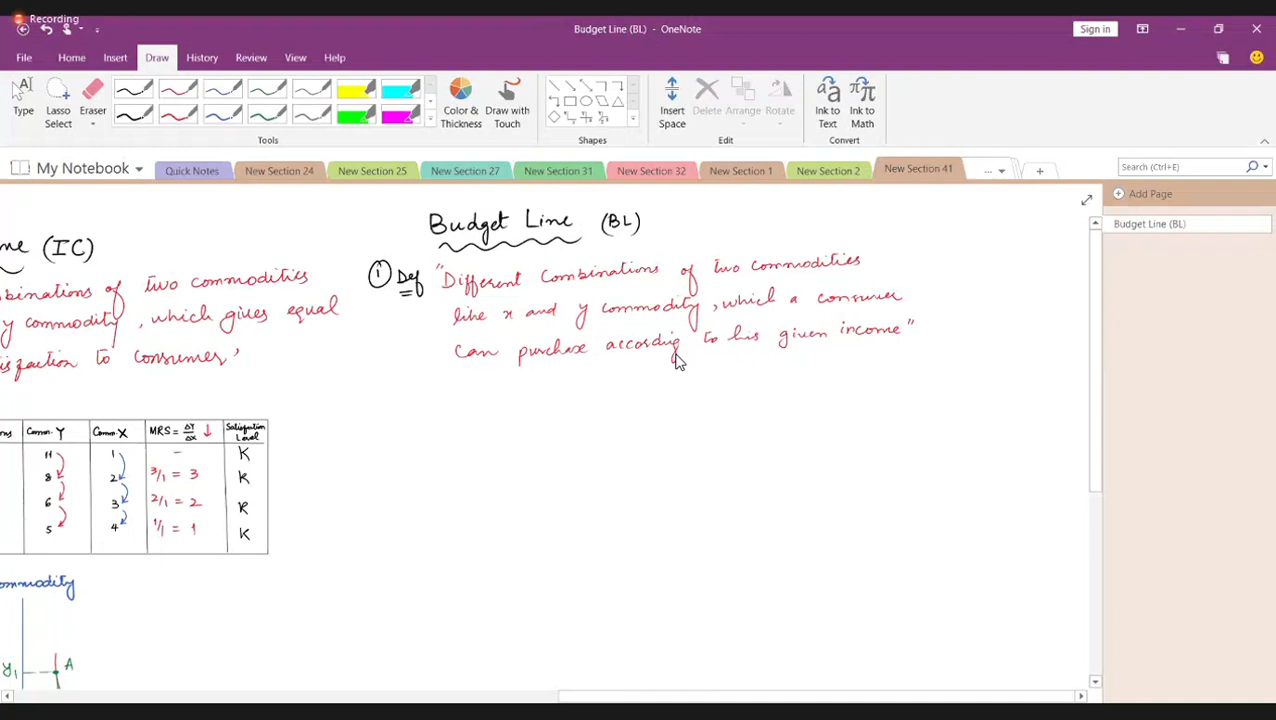 Recording
Budget Line (BL) - OneNote
Sign in
File Home Insert Draw History Review View Help
Type
Lasso Select
Eraser
Color & Thickness
Draw with Touch
Insert Space
Delete
Arrange
Rotate
Ink to Text
Ink to Math
Tools
Shapes
Edit
Convert
My Notebook
Quick Notes
New Section 24
New Section 25
New Section 27
New Section 31
New Section 32
New Section 1
New Section 2
New Section 41
...
+
Search (Ctrl+E)
Add Page
Budget Line (BL)
ne (IC)
binations of two commodities
y commodity, which gives equal
isfaction to consumer"
Budget Line (BL)
① Def "Different Combinations of two commodities
like x and y commodity, which a consumer
can purchase accordig to his given income"
ns Comm. Y Comm. X MRS = ΔY/ΔX ↓ Satisfaction Level
11 1 - K
8 2 3/1 = 3 K
6 3 2/1 = 2 K
5 4 1/1 = 1 K
ommodity
y1 A